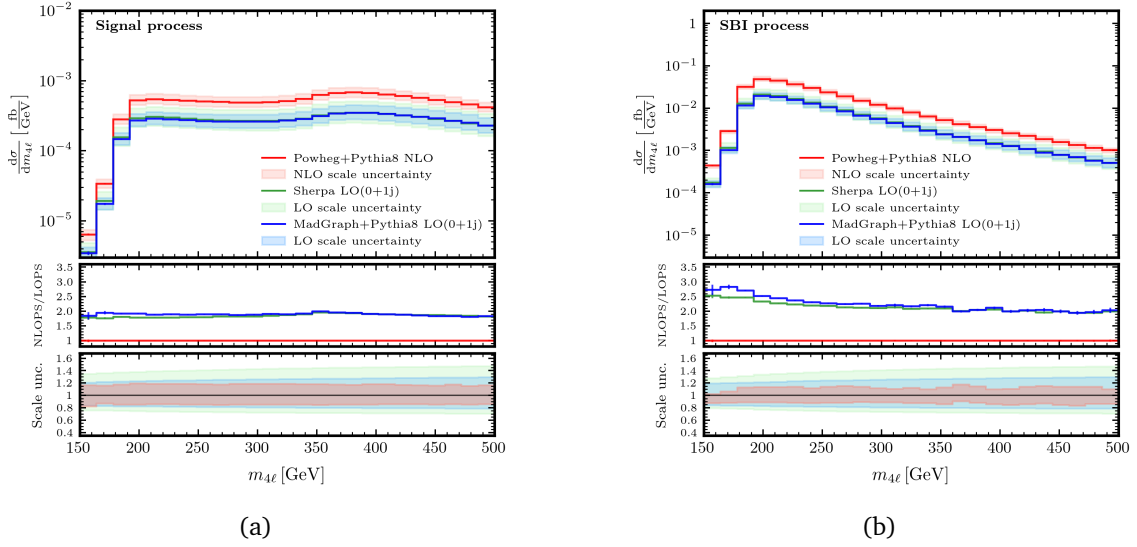 Signal process
10⁻²
10⁻³
10⁻⁴
10⁻⁵
dσ/dm4ℓ [fb/GeV]
Powheg+Pythia8 NLO
NLO scale uncertainty
Sherpa LO(0+1j)
LO scale uncertainty
MadGraph+Pythia8 LO(0+1j)
LO scale uncertainty
NLOPS/LOPS
3.5
3.0
2.5
2.0
1.5
1
Scale unc.
1.6
1.4
1.2
1
0.8
0.6
0.4
150 200 250 300 350 400 450 500
m4ℓ [GeV]
(a)
SBI process
1
10⁻¹
10⁻²
10⁻³
10⁻⁴
10⁻⁵
dσ/dm4ℓ [fb/GeV]
Powheg+Pythia8 NLO
NLO scale uncertainty
Sherpa LO(0+1j)
LO scale uncertainty
MadGraph+Pythia8 LO(0+1j)
LO scale uncertainty
NLOPS/LOPS
3.5
3.0
2.5
2.0
1.5
1
Scale unc.
1.6
1.4
1.2
1
0.8
0.6
0.4
150 200 250 300 350 400 450 500
m4ℓ [GeV]
(b)